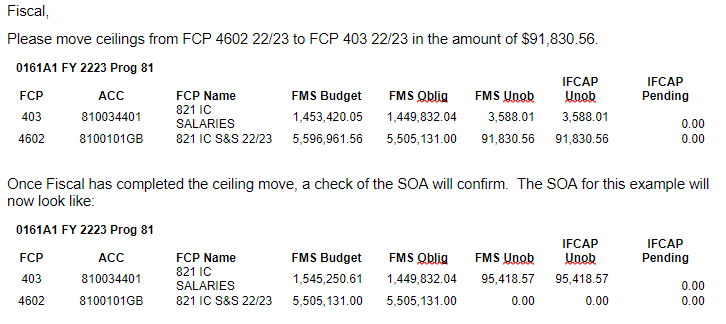 Fiscal,
Please move ceilings from FCP 4602 22/23 to FCP 403 22/23 in the amount of $91,830.56.
0161A1 FY 2223 Prog 81
FCP ACC FCP Name FMS Budget FMS Oblig FMS Unob IFCAP Unob IFCAP Pending
403 810034401 821 IC SALARIES 1,453,420.05 1,449,832.04 3,588.01 3,588.01 0.00
4602 8100101GB 821 IC S&S 22/23 5,596,961.56 5,505,131.00 91,830.56 91,830.56 0.00
Once Fiscal has completed the ceiling move, a check of the SOA will confirm. The SOA for this example will
now look like:
0161A1 FY 2223 Prog 81
FCP ACC FCP Name FMS Budget FMS Oblig FMS Unob IFCAP Unob IFCAP Pending
403 810034401 821 IC SALARIES 1,545,250.61 1,449,832.04 95,418.57 95,418.57 0.00
4602 8100101GB 821 IC S&S 22/23 5,505,131.00 5,505,131.00 0.00 0.00 0.00